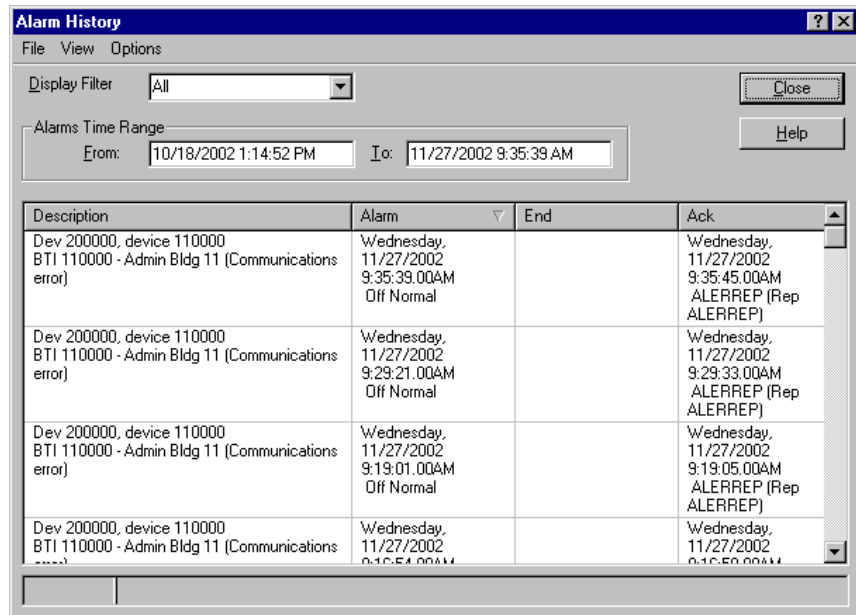 Alarm History
File View Options
Display Filter All
Close
Alarms Time Range
From: 10/18/2002 1:14:52 PM To: 11/27/2002 9:35:39 AM
Help
Description Alarm End Ack
Dev 200000, device 110000
BTI 110000 - Admin Bldg 11 (Communications
error)
Wednesday,
11/27/2002
9:35:39.00AM
Off Normal
Wednesday,
11/27/2002
9:35:45.00AM
ALERREP (Rep
ALERREP)
Dev 200000, device 110000
BTI 110000 - Admin Bldg 11 (Communications
error)
Wednesday,
11/27/2002
9:29:21.00AM
Off Normal
Wednesday,
11/27/2002
9:29:33.00AM
ALERREP (Rep
ALERREP)
Dev 200000, device 110000
BTI 110000 - Admin Bldg 11 (Communications
error)
Wednesday,
11/27/2002
9:19:01.00AM
Off Normal
Wednesday,
11/27/2002
9:19:05.00AM
ALERREP (Rep
ALERREP)
Dev 200000, device 110000
BTI 110000 - Admin Bldg 11 (Communications
Wednesday,
11/27/2002
Wednesday,
11/27/2002